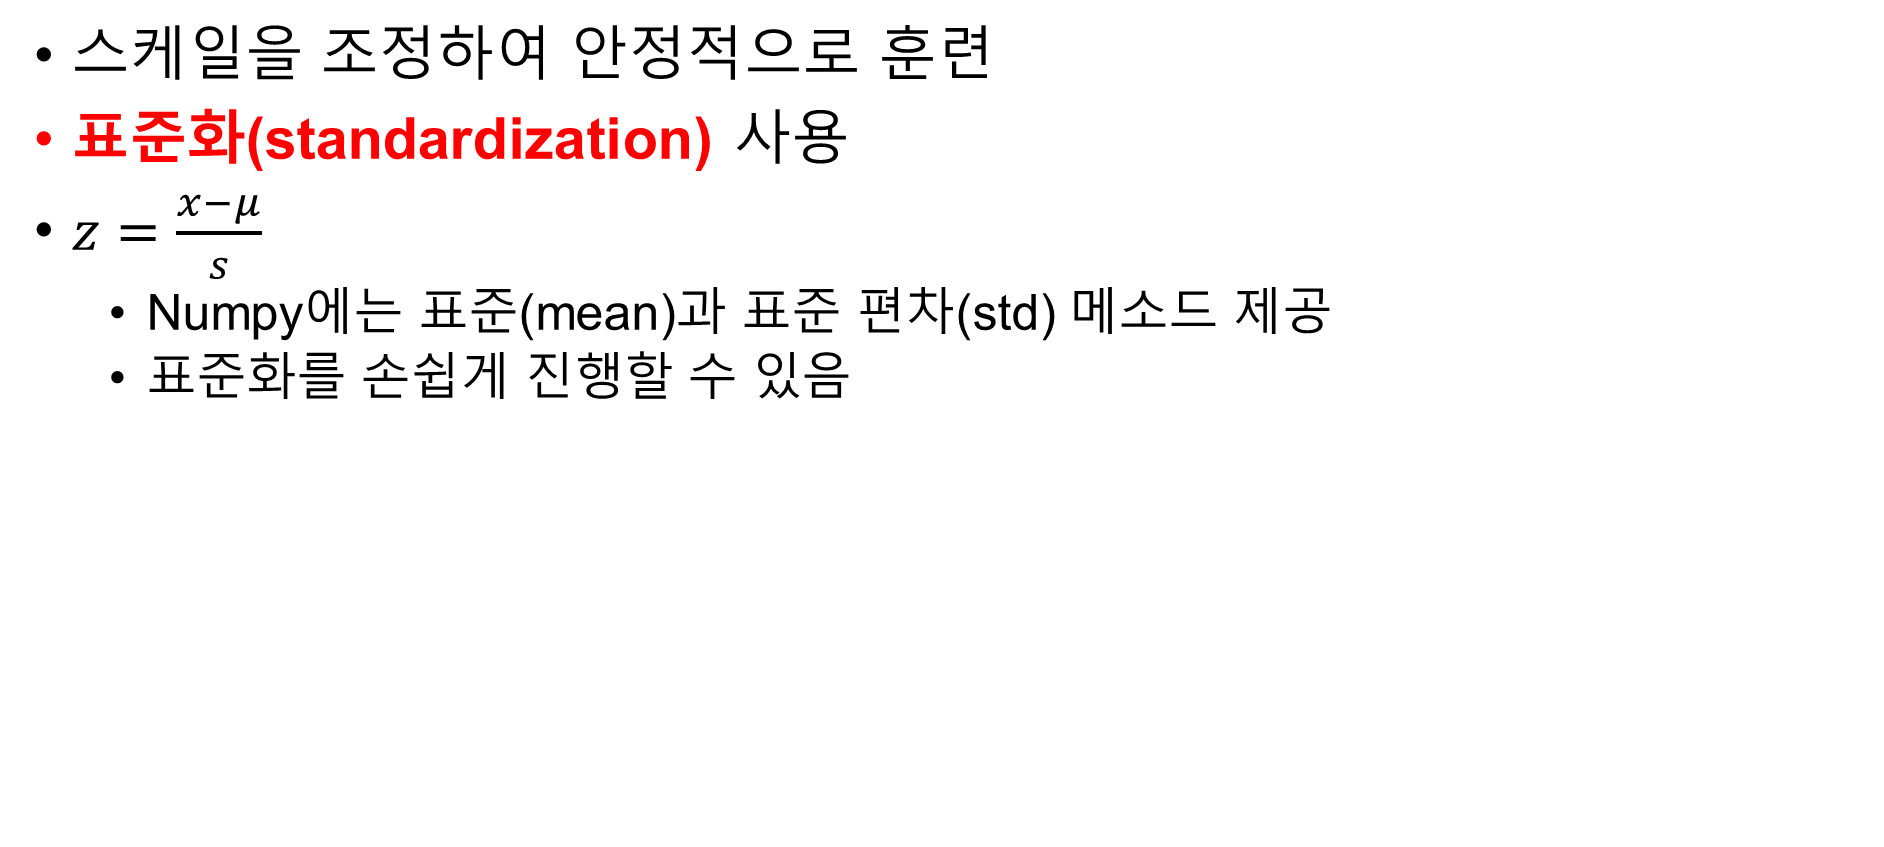 • 스케일을 조정하여 안정적으로 훈련
• 표준화(standardization) 사용
• z = (x−μ)/s
• Numpy에는 표준(mean)과 표준 편차(std) 메소드 제공
• 표준화를 손쉽게 진행할 수 있음